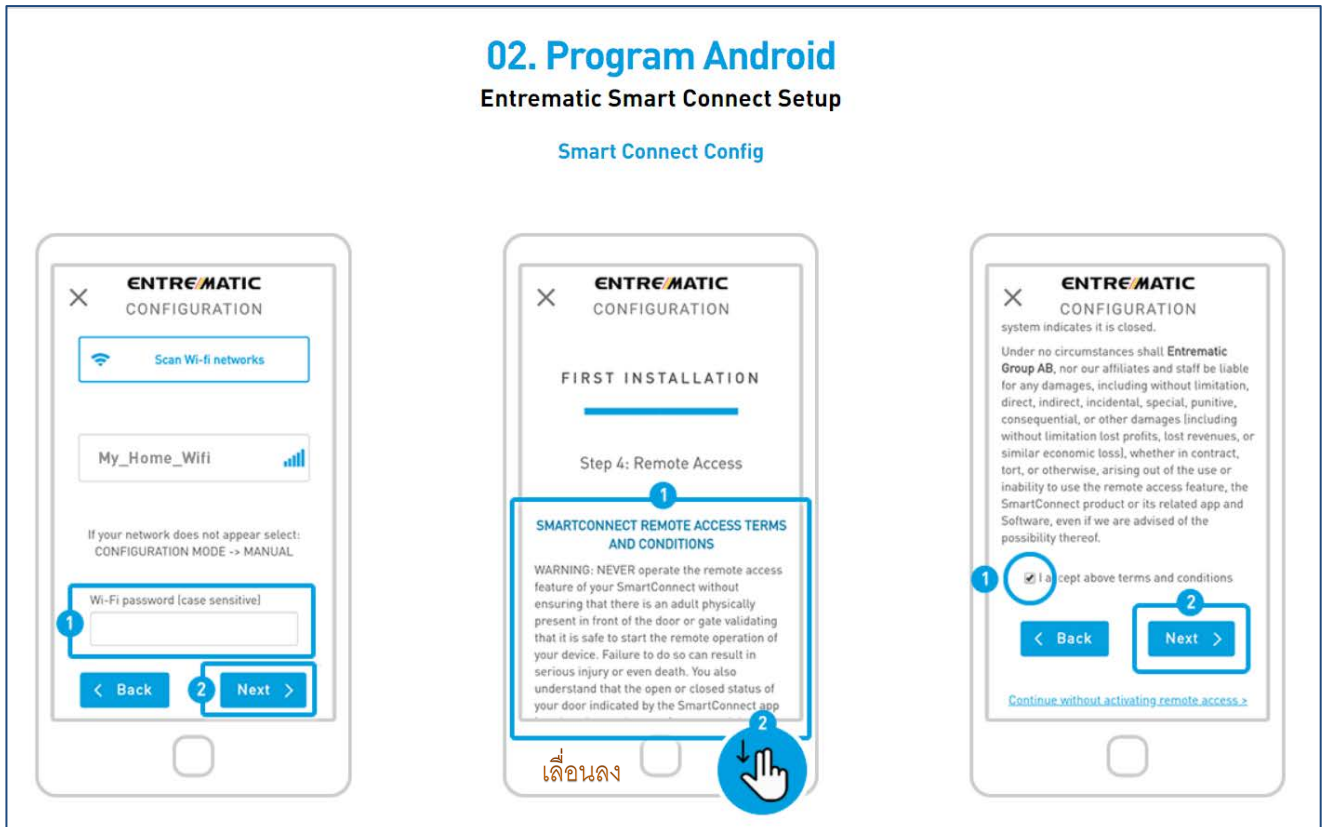 02. Program Android
Entrematic Smart Connect Setup
Smart Connect Config
ENTREMATIC
CONFIGURATION
Scan Wi-fi networks
My_Home_Wifi
If your network does not appear select:
CONFIGURATION MODE -> MANUAL
Wi-Fi password (case sensitive)
1
< Back
2
Next >
ENTREMATIC
CONFIGURATION
FIRST INSTALLATION
Step 4: Remote Access
1
SMARTCONNECT REMOTE ACCESS TERMS
AND CONDITIONS
WARNING: NEVER operate the remote access
feature of your SmartConnect without
ensuring that there is an adult physically
present in front of the door or gate validating
that it is safe to start the remote operation of
your device. Failure to do so can result in
serious injury or even death. You also
understand that the open or closed status of
your door indicated by the SmartConnect app
2
เลื่อนลง
ENTREMATIC
CONFIGURATION
system indicates it is closed.
Under no circumstances shall Entrematic
Group AB, nor our affiliates and staff be liable
for any damages, including without limitation,
direct, indirect, incidental, special, punitive,
consequential, or other damages (including
without limitation lost profits, lost revenues, or
similar economic loss), whether in contract,
tort, or otherwise, arising out of the use or
inability to use the remote access feature, the
SmartConnect product or its related app and
Software, even if we are advised of the
possibility thereof.
1
I accept above terms and conditions
2
< Back
Next >
Continue without activating remote access >